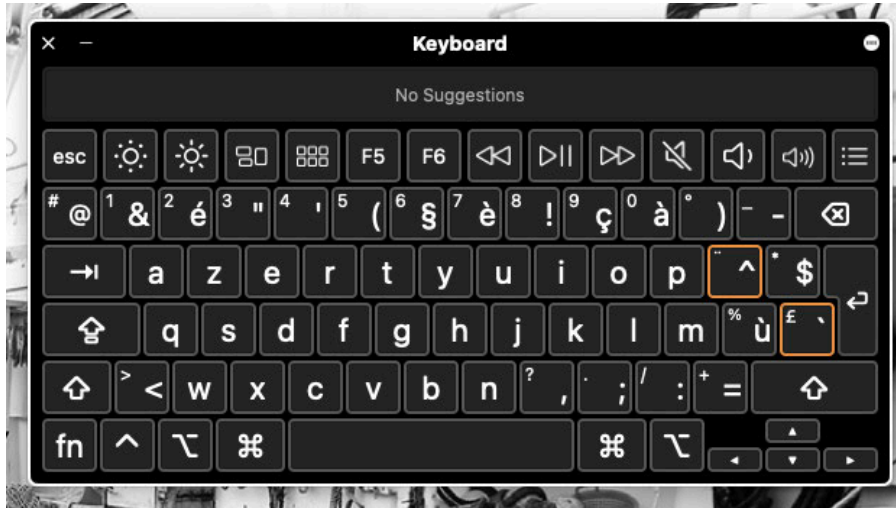 Keyboard
No Suggestions
esc F5 F6
# @ 1 & 2 é 3 " 4 ' 5 ( 6 § 7 è 8 ! 9 ç 0 à ° ) _ -
a z e r t y u i o p ¨ ^ * $
q s d f g h j k l m % ù £ `
> < w x c v b n ? , . ; / : + =
fn